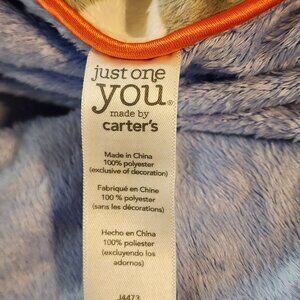 just one
you®
made by
carter's
Made in China
100% polyester
(exclusive of decoration)
Fabriqué en Chine
100 % polyester
(sans les décorations)
Hecho en China
100% poliester
(excluyendo los
adornos)
J4473